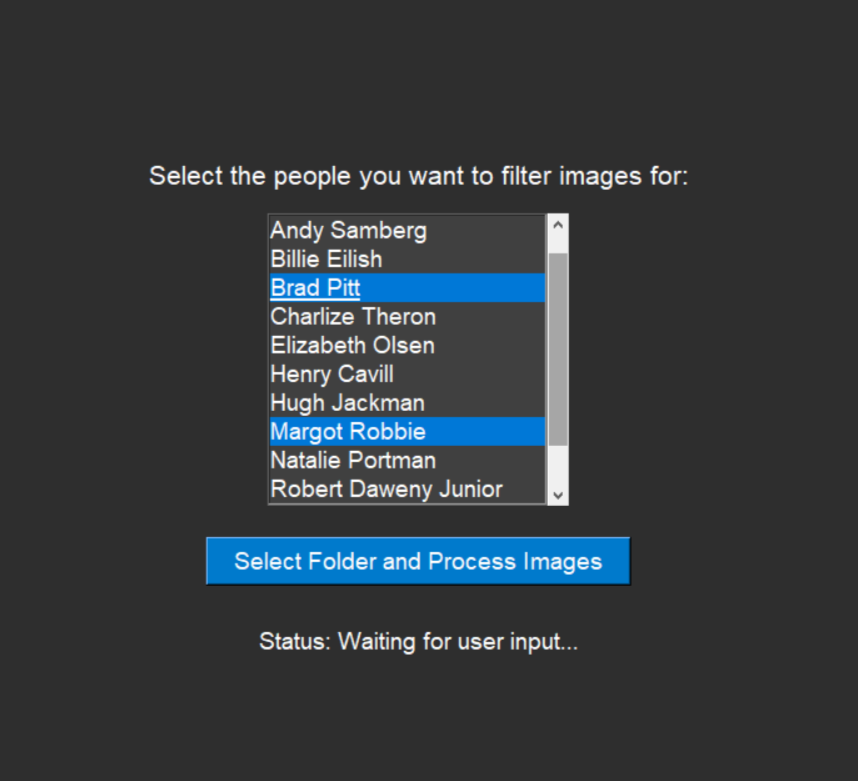 Select the people you want to filter images for:
Andy Samberg
Billie Eilish
Brad Pitt
Charlize Theron
Elizabeth Olsen
Henry Cavill
Hugh Jackman
Margot Robbie
Natalie Portman
Robert Daweny Junior
Select Folder and Process Images
Status: Waiting for user input...